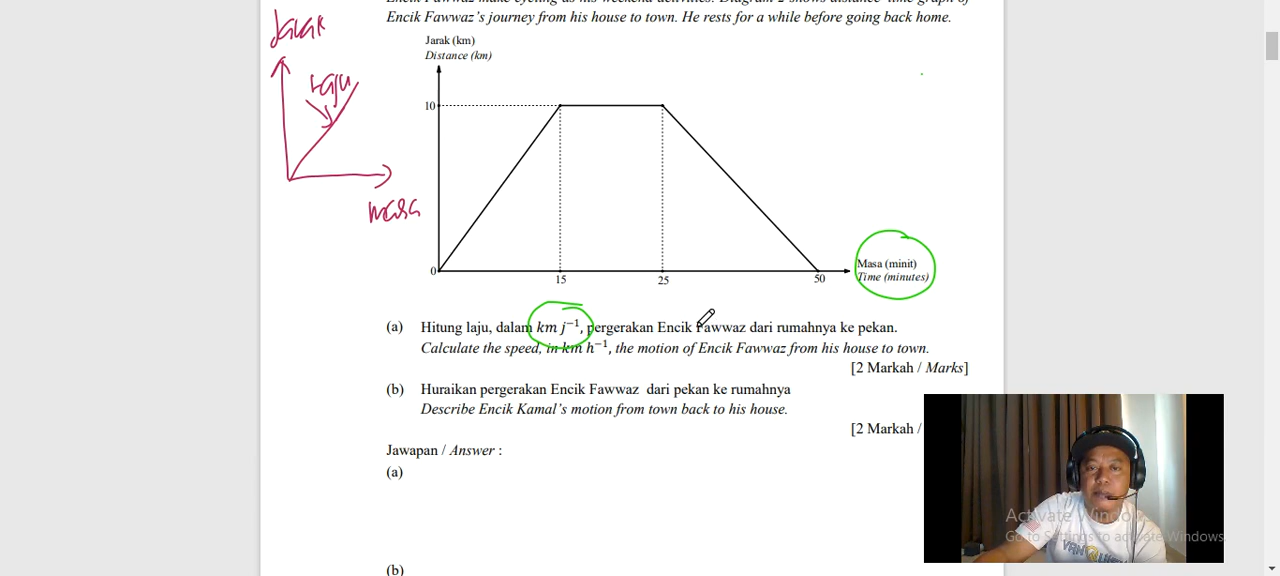 Encik Fawwaz's journey from his house to town. He rests for a while before going back home.
Jarak
Laju
masa
Jarak (km)
Distance (km)
10
0
15
25
50
Masa (minit)
Time (minutes)
(a) Hitung laju, dalam km j⁻¹, pergerakan Encik Fawwaz dari rumahnya ke pekan.
Calculate the speed, in km h⁻¹, the motion of Encik Fawwaz from his house to town.
[2 Markah / Marks]
(b) Huraikan pergerakan Encik Fawwaz dari pekan ke rumahnya
Describe Encik Kamal's motion from town back to his house.
[2 Markah /
Jawapan / Answer :
(a)
(b)
Activate Windows
Go to Settings to activate Windows.